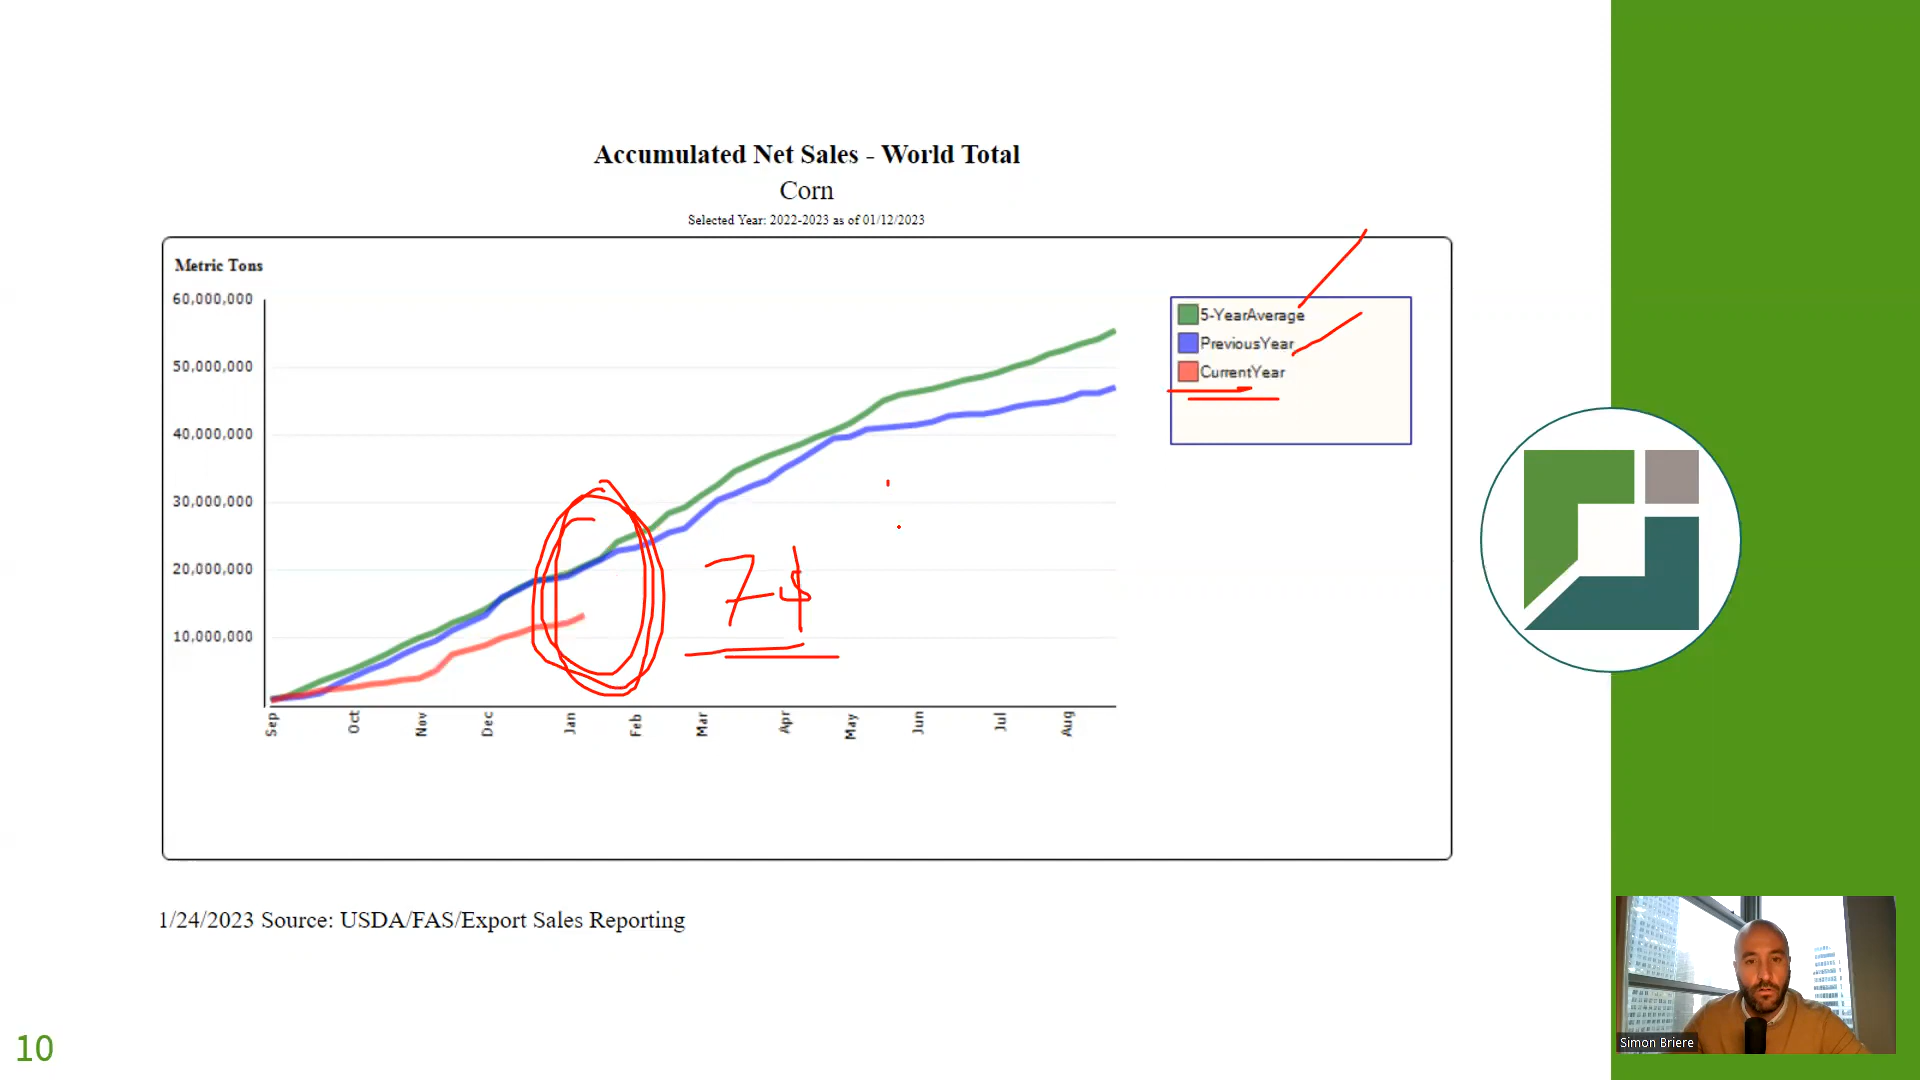 Accumulated Net Sales - World Total
Corn
Selected Year: 2022-2023 as of 01/12/2023
Metric Tons
60,000,000
50,000,000
40,000,000
30,000,000
20,000,000
10,000,000
Sep Oct Nov Dec Jan Feb Mar Apr May Jun Jul Aug
5-YearAverage
PreviousYear
CurrentYear
7$
1/24/2023 Source: USDA/FAS/Export Sales Reporting
10
Simon Briere